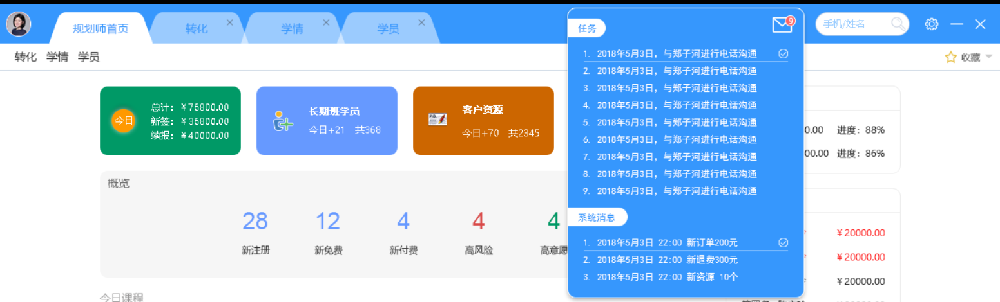 规划师首页 × 转化 × 学情 × 学员 ×
手机/姓名
转化 学情 学员
收藏
任务
9
1. 2018年5月3日，与郑子河进行电话沟通
2. 2018年5月3日，与郑子河进行电话沟通
3. 2018年5月3日，与郑子河进行电话沟通
4. 2018年5月3日，与郑子河进行电话沟通
5. 2018年5月3日，与郑子河进行电话沟通
6. 2018年5月3日，与郑子河进行电话沟通
7. 2018年5月3日，与郑子河进行电话沟通
8. 2018年5月3日，与郑子河进行电话沟通
9. 2018年5月3日，与郑子河进行电话沟通
系统消息
1. 2018年5月3日 22:00 新订单200元
2. 2018年5月3日 22:00 新退费300元
3. 2018年5月3日 22:00 新资源 10个
今日
总计：￥76800.00
新签：￥36800.00
续报：￥40000.00
长期班学员
今日+21 共368
客户资源
今日+70 共2345
0.00 进度：88%
00.00 进度：86%
概览
28
新注册
12
新免费
4
新付费
4
高风险
4
高意愿
￥20000.00
￥20000.00
￥20000.00
今日课程